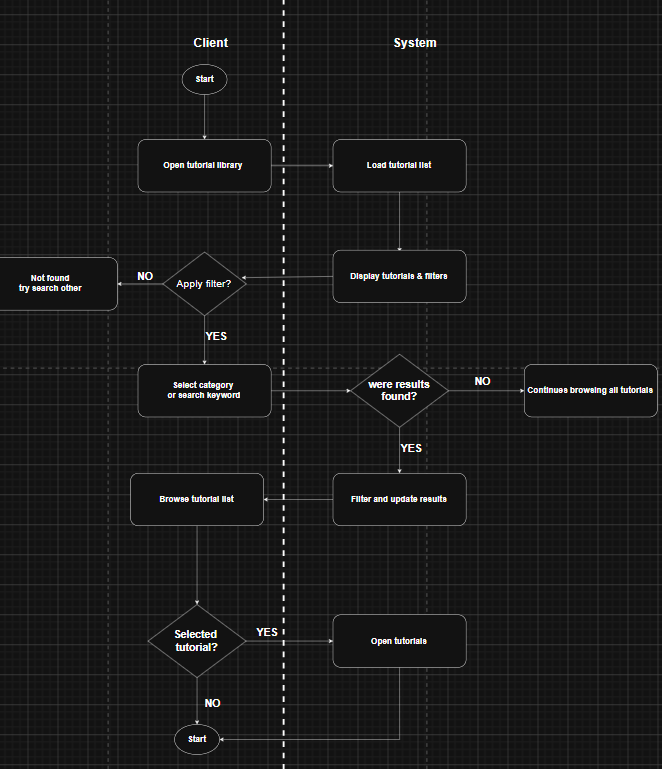 Client
System
Start
Open tutorial library
Load tutorial list
Display tutorials & filters
Apply filter?
NO
Not found
try search other
YES
Select category
or search keyword
were results
found?
NO
Continues browsing all tutorials
YES
Filter and update results
Browse tutorial list
Selected
tutorial?
YES
Open tutorials
NO
Start